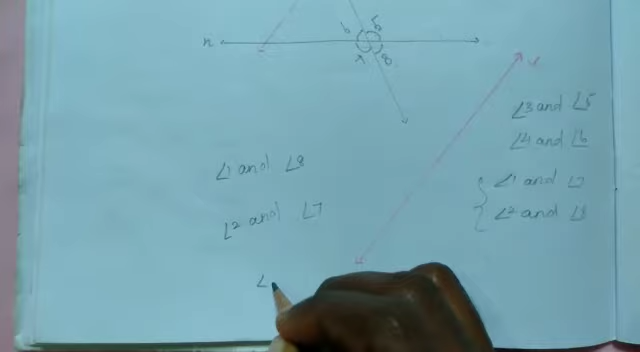 n 6 5
7 8
r
∠3 and ∠5
∠4 and ∠6
∠1 and ∠8
∠1 and ∠7
∠2 and ∠7
∠2 and ∠8
∠